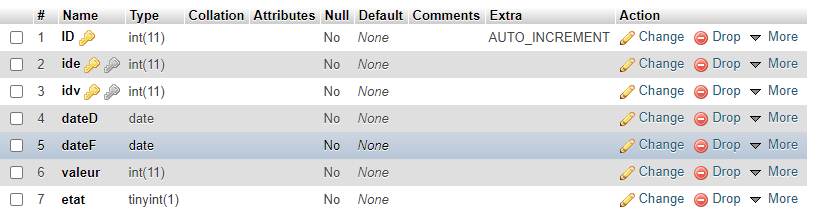 # Name Type Collation Attributes Null Default Comments Extra Action
1 ID int(11) No None AUTO_INCREMENT Change Drop More
2 ide int(11) No None Change Drop More
3 idv int(11) No None Change Drop More
4 dateD date No None Change Drop More
5 dateF date No None Change Drop More
6 valeur int(11) No None Change Drop More
7 etat tinyint(1) No None Change Drop More